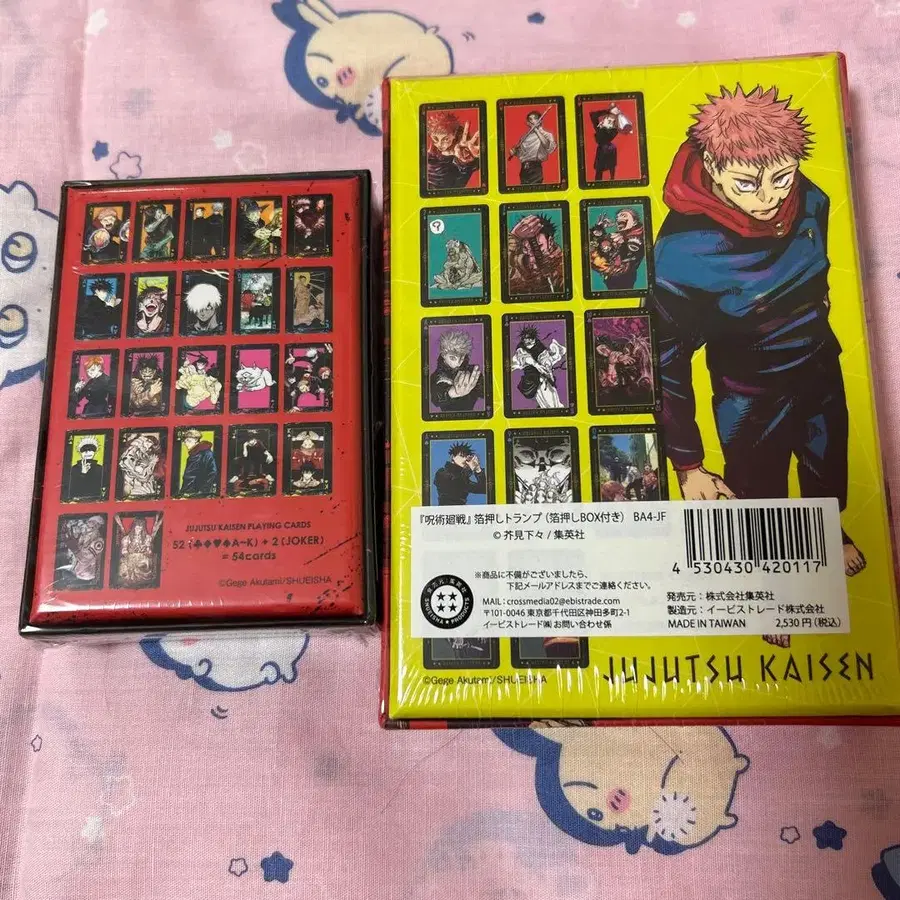 JUJUTSU KAISEN PLAYING CARDS
52 (♣♦♥♠A~K) + 2 (JOKER)
= 54cards
©Gege Akutami/SHUEISHA
?
『呪術廻戦』箔押しトランプ(箔押しBOX付き) BA4-JF
© 芥見下々 / 集英社
4 530430 420117
※商品に不備がございましたら、
下記メールアドレスまでご連絡ください。
MAIL : crossmedia02@ebistrade.com
〒101-0046 東京都千代田区神田多町2-1
イービストレード㈱ お問い合わせ係
発売元:株式会社集英社
製造元:イービストレード株式会社
MADE IN TAIWAN 2,530 円 (税込)
©Gege Akutami/SHUEISHA
JUJUTSU KAISEN